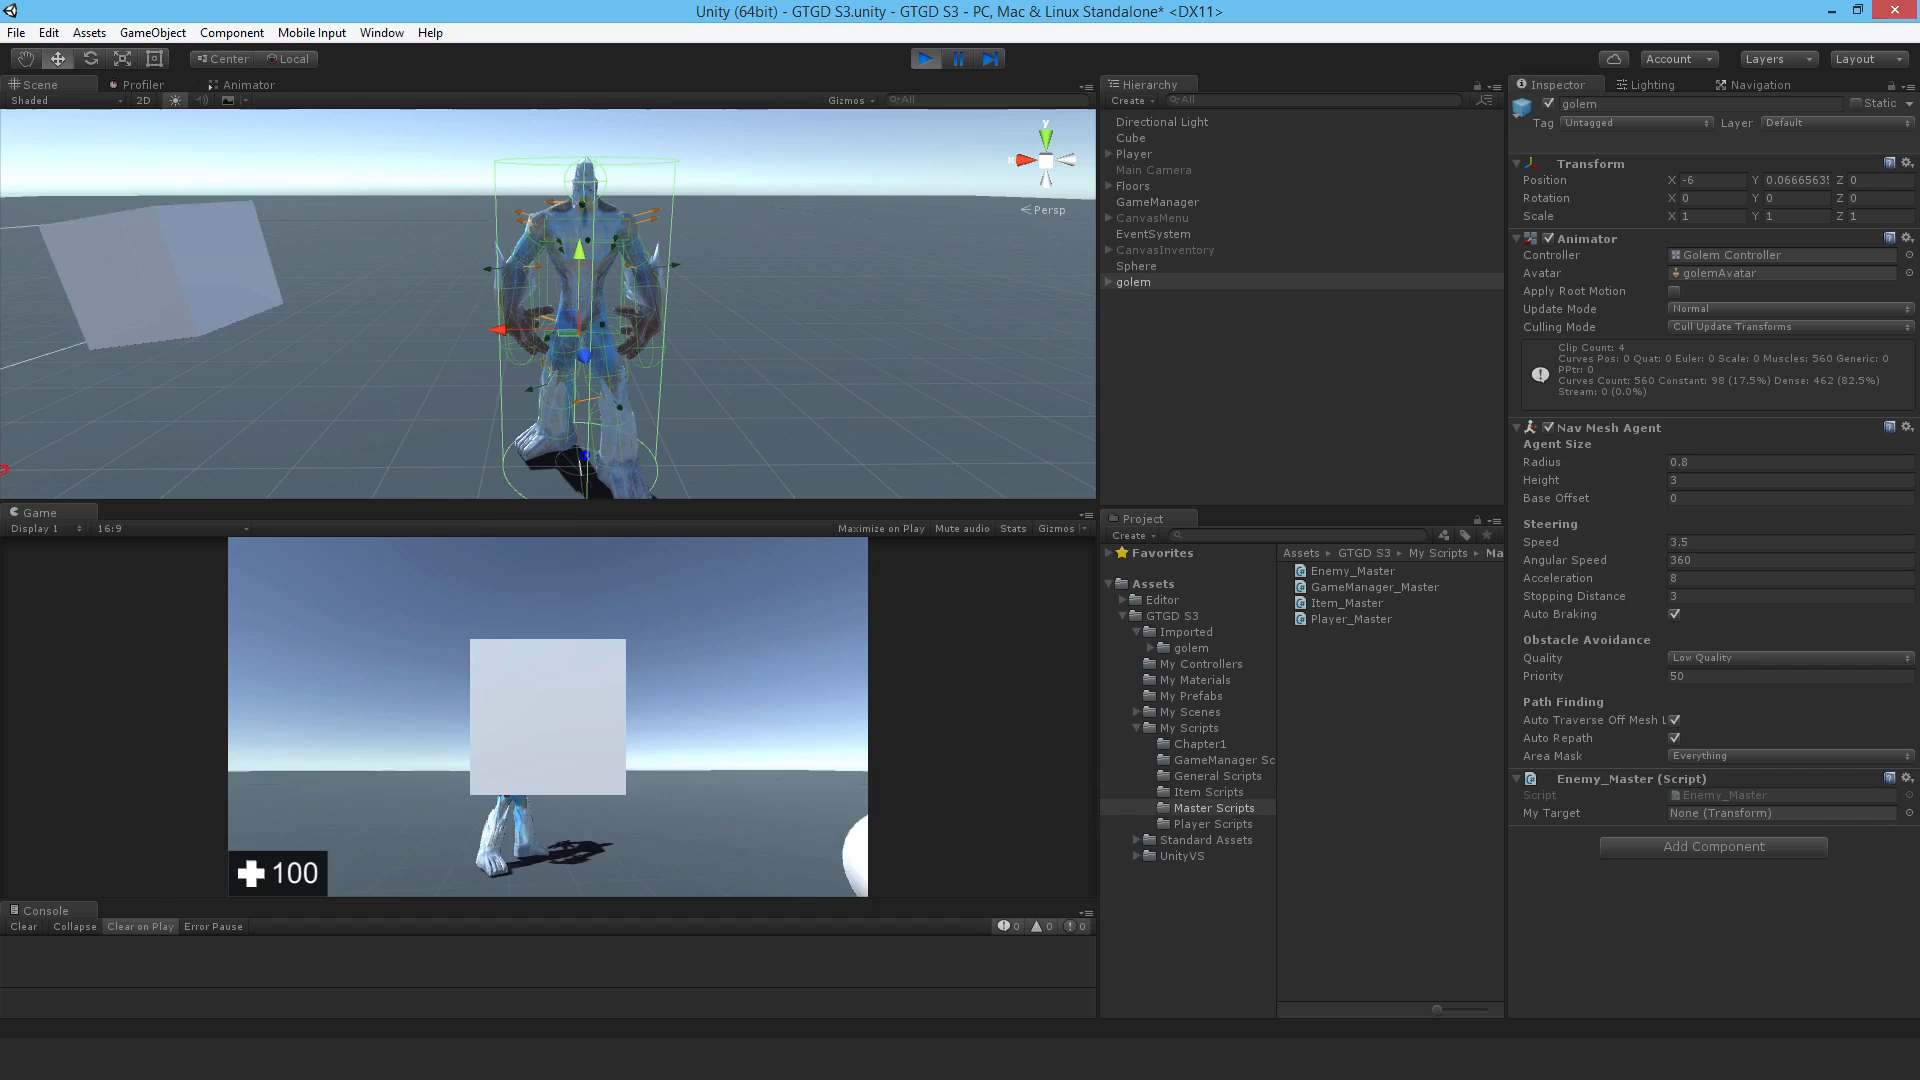 Unity (64bit) - GTGD S3.unity - GTGD S3 - PC, Mac & Linux Standalone* <DX11>
File Edit Assets GameObject Component Mobile Input Window Help
Center Local
Account Layers Layout
Scene Profiler Animator
Shaded 2D Gizmos All
y
x
Persp
Game
Display 1 16:9 Maximize on Play Mute audio Stats Gizmos
100
Console
Clear Collapse Clear on Play Error Pause 0 0 0
Hierarchy
Create All
Directional Light
Cube
Player
Main Camera
Floors
GameManager
CanvasMenu
EventSystem
CanvasInventory
Sphere
golem
Project
Create
Favorites
Assets
Editor
GTGD S3
Imported
golem
My Controllers
My Materials
My Prefabs
My Scenes
My Scripts
Chapter1
GameManager Sc
General Scripts
Item Scripts
Master Scripts
Player Scripts
Standard Assets
UnityVS
Assets GTGD S3 My Scripts Ma
Enemy_Master
GameManager_Master
Item_Master
Player_Master
Inspector Lighting Navigation
golem Static
Tag Untagged Layer Default
Transform
Position X -6 Y 0.0666563 Z 0
Rotation X 0 Y 0 Z 0
Scale X 1 Y 1 Z 1
Animator
Controller Golem Controller
Avatar golemAvatar
Apply Root Motion
Update Mode Normal
Culling Mode Cull Update Transforms
Clip Count: 4
Curves Pos: 0 Quat: 0 Euler: 0 Scale: 0 Muscles: 560 Generic: 0
PPtr: 0
Curves Count: 560 Constant: 98 (17.5%) Dense: 462 (82.5%)
Stream: 0 (0.0%)
Nav Mesh Agent
Agent Size
Radius 0.8
Height 3
Base Offset 0
Steering
Speed 3.5
Angular Speed 360
Acceleration 8
Stopping Distance 3
Auto Braking
Obstacle Avoidance
Quality Low Quality
Priority 50
Path Finding
Auto Traverse Off Mesh L
Auto Repath
Area Mask Everything
Enemy_Master (Script)
Script Enemy_Master
My Target None (Transform)
Add Component